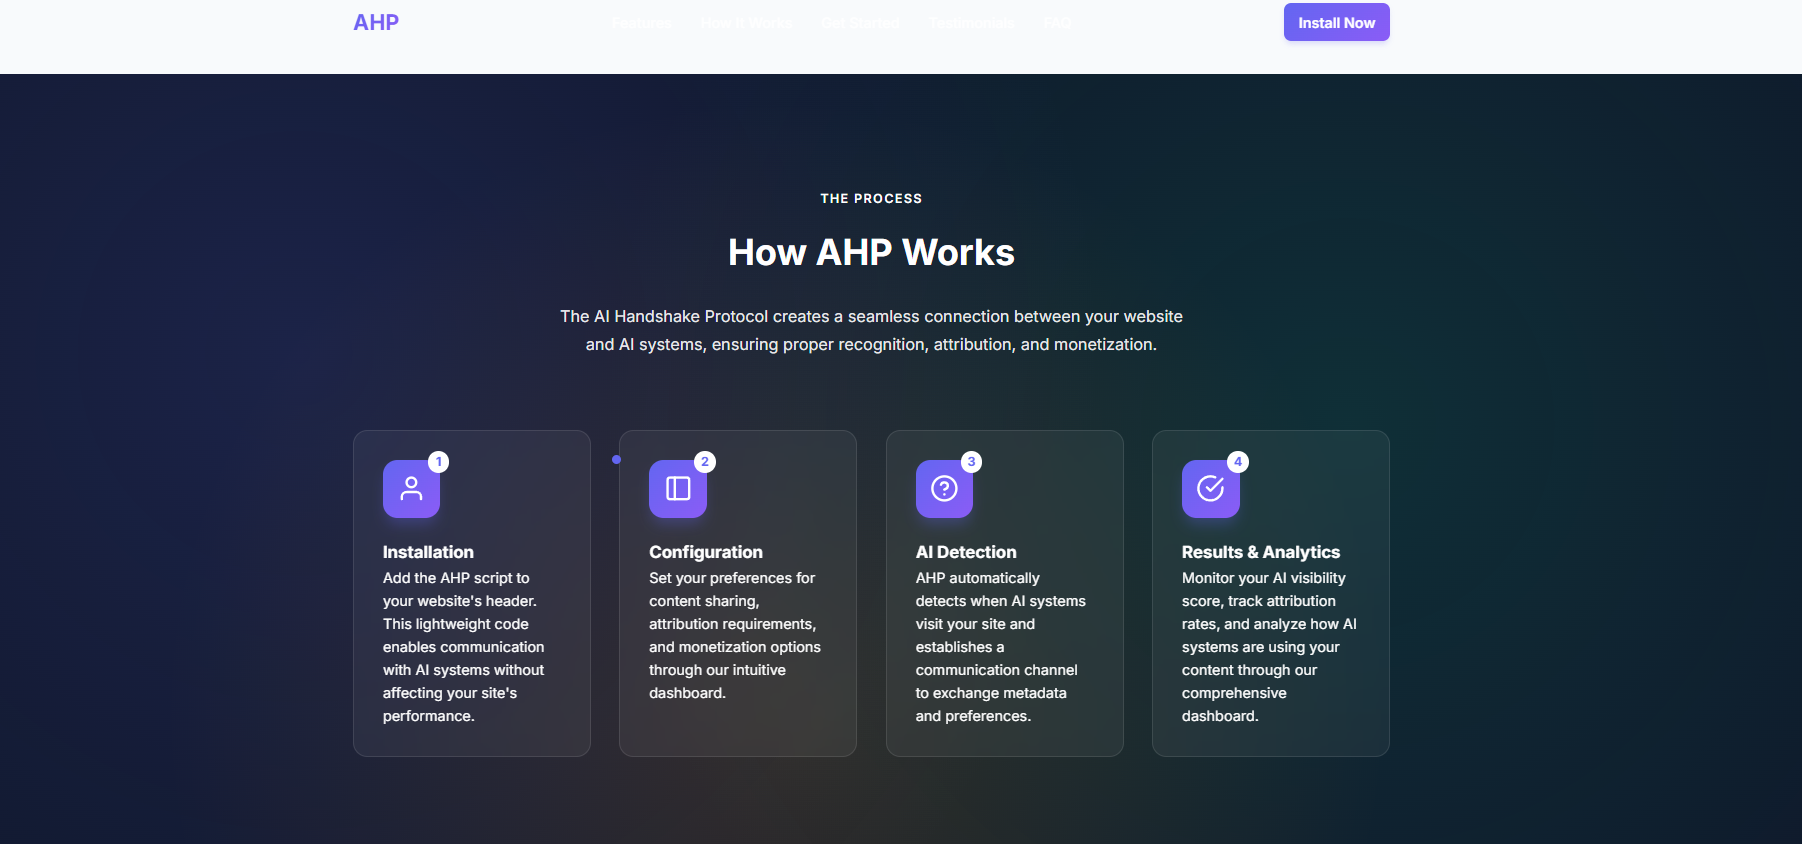 AHP
Features How It Works Get Started Testimonials FAQ
Install Now
THE PROCESS
How AHP Works
The AI Handshake Protocol creates a seamless connection between your website
and AI systems, ensuring proper recognition, attribution, and monetization.
1
Installation
Add the AHP script to
your website's header.
This lightweight code
enables communication
with AI systems without
affecting your site's
performance.
2
Configuration
Set your preferences for
content sharing,
attribution requirements,
and monetization options
through our intuitive
dashboard.
3
AI Detection
AHP automatically
detects when AI systems
visit your site and
establishes a
communication channel
to exchange metadata
and preferences.
4
Results & Analytics
Monitor your AI visibility
score, track attribution
rates, and analyze how AI
systems are using your
content through our
comprehensive
dashboard.